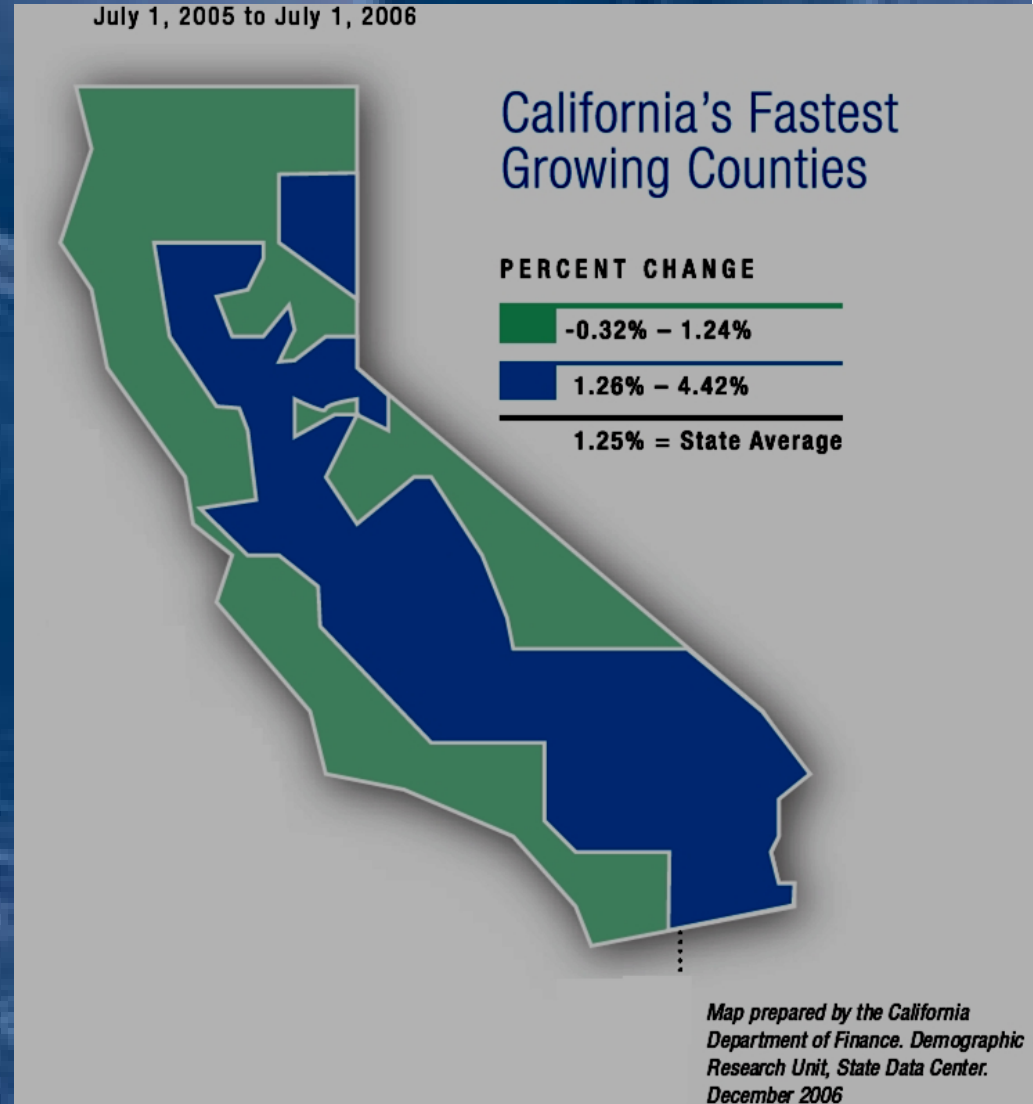 July 1, 2005 to July 1, 2006
California’s Fastest
Growing Counties
PERCENT CHANGE
-0.32% – 1.24%
1.26% – 4.42%
1.25% = State Average
Map prepared by the California
Department of Finance. Demographic
Research Unit, State Data Center.
December 2006